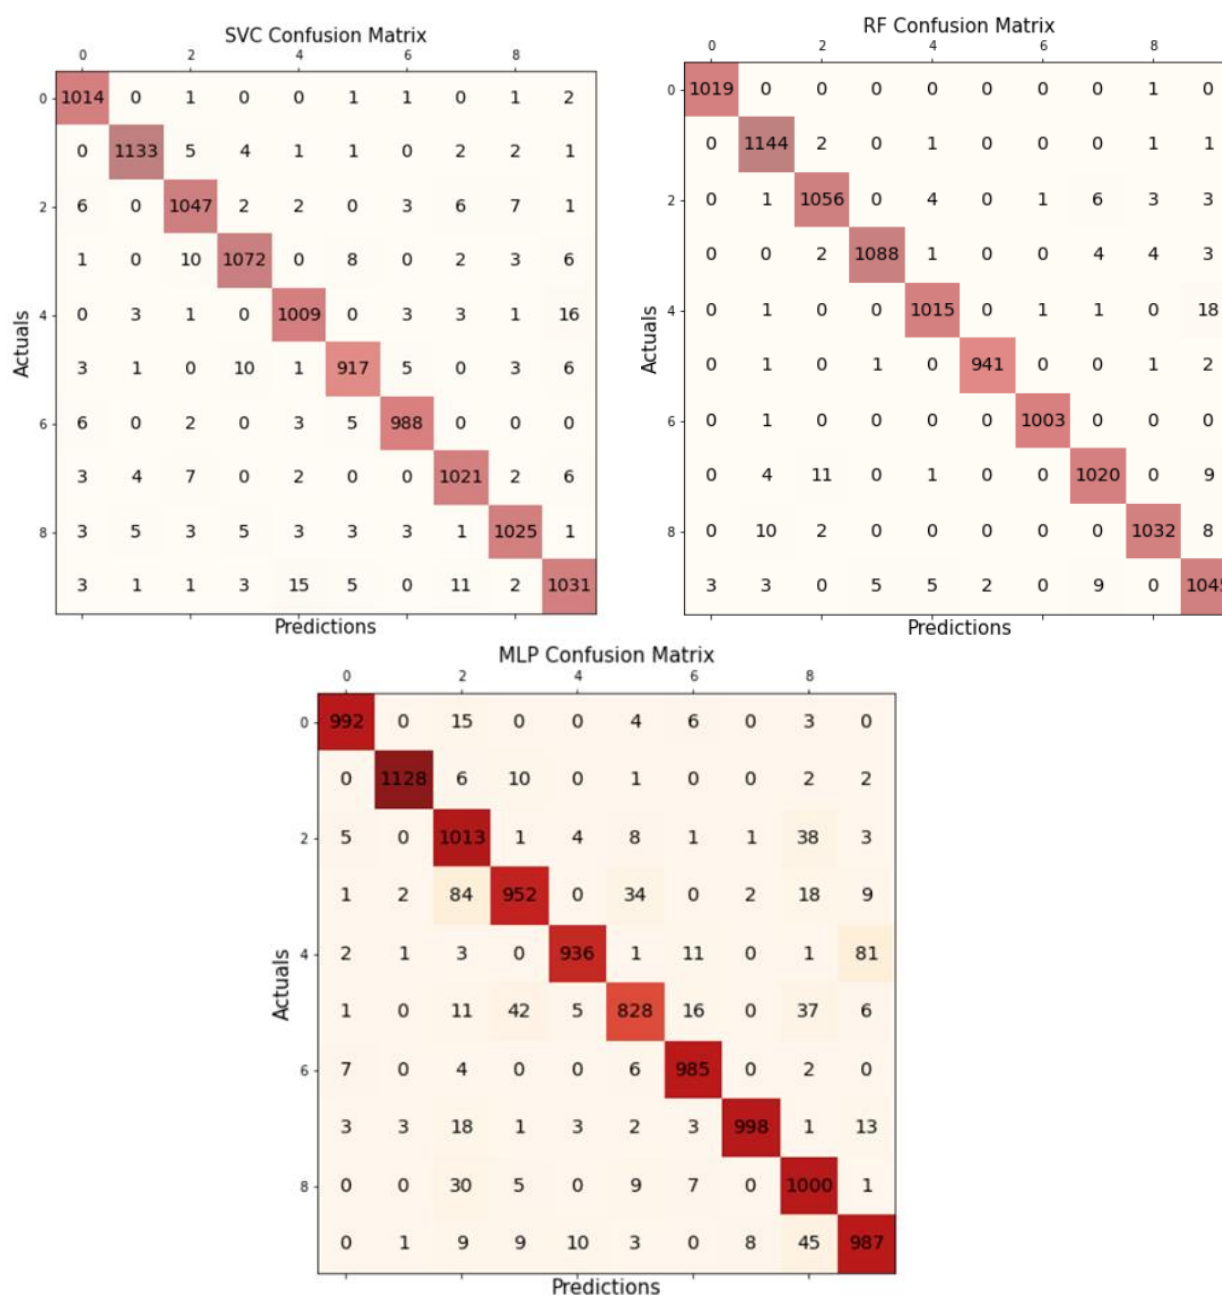 SVC Confusion Matrix
0 2 4 6 8
0 1014 0 1 0 0 1 1 0 1 2
0 1133 5 4 1 1 0 2 2 1
2 6 0 1047 2 2 0 3 6 7 1
1 0 10 1072 0 8 0 2 3 6
4 0 3 1 0 1009 0 3 3 1 16
3 1 0 10 1 917 5 0 3 6
6 6 0 2 0 3 5 988 0 0 0
3 4 7 0 2 0 0 1021 2 6
8 3 5 3 5 3 3 3 1 1025 1
3 1 1 3 15 5 0 11 2 1031
Actuals
Predictions
RF Confusion Matrix
0 2 4 6 8
0 1019 0 0 0 0 0 0 0 1 0
0 1144 2 0 1 0 0 0 1 1
2 0 1 1056 0 4 0 1 6 3 3
0 0 2 1088 1 0 0 4 4 3
4 0 1 0 0 1015 0 1 1 0 18
0 1 0 1 0 941 0 0 1 2
6 0 1 0 0 0 0 1003 0 0 0
0 4 11 0 1 0 0 1020 0 9
8 0 10 2 0 0 0 0 0 1032 8
3 3 0 5 5 2 0 9 0 1045
Actuals
Predictions
MLP Confusion Matrix
0 2 4 6 8
0 992 0 15 0 0 4 6 0 3 0
0 1128 6 10 0 1 0 0 2 2
2 5 0 1013 1 4 8 1 1 38 3
1 2 84 952 0 34 0 2 18 9
4 2 1 3 0 936 1 11 0 1 81
1 0 11 42 5 828 16 0 37 6
6 7 0 4 0 0 6 985 0 2 0
3 3 18 1 3 2 3 998 1 13
8 0 0 30 5 0 9 7 0 1000 1
0 1 9 9 10 3 0 8 45 987
Actuals
Predictions